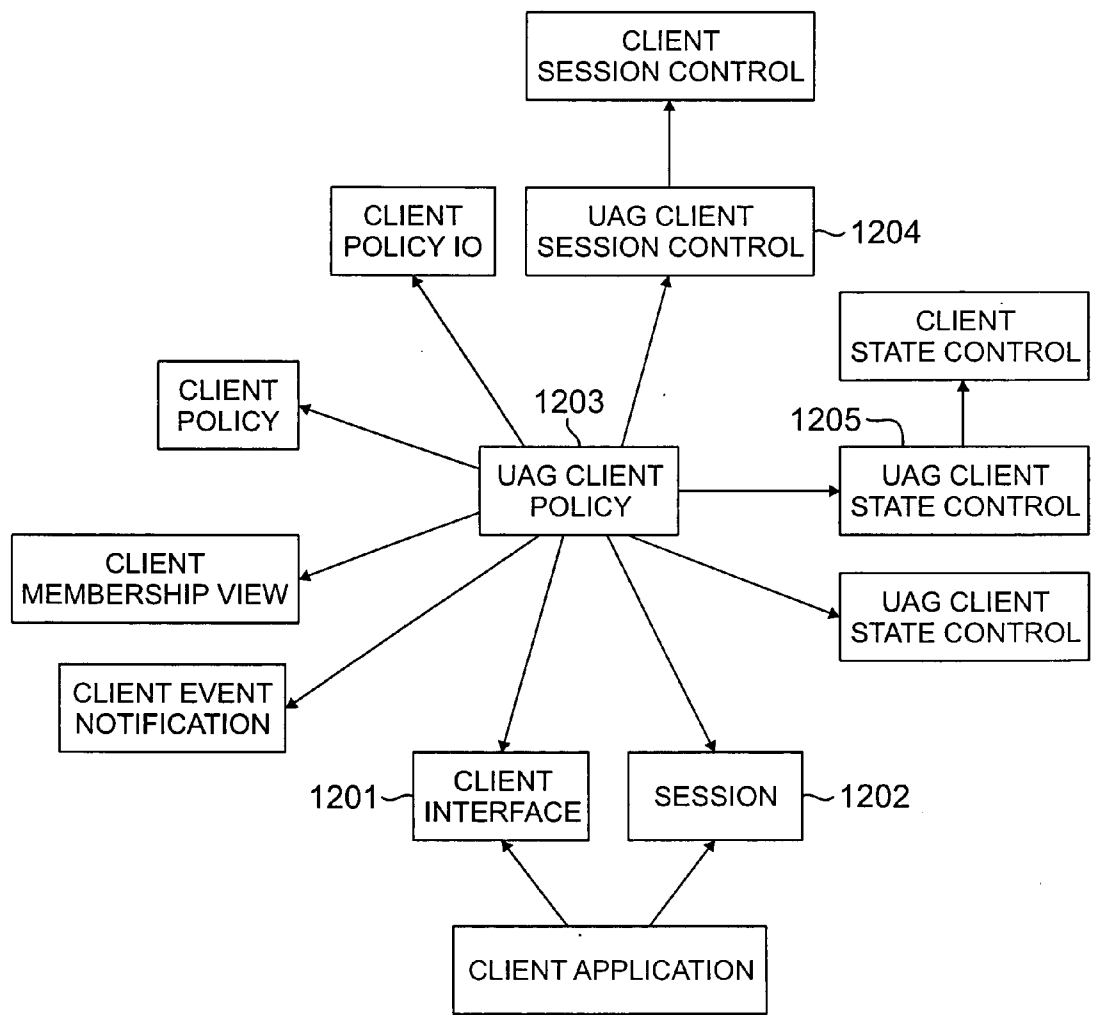 CLIENT
SESSION CONTROL
CLIENT
POLICY IO
UAG CLIENT
SESSION CONTROL
1204
CLIENT
STATE CONTROL
CLIENT
POLICY
1203
1205
UAG CLIENT
POLICY
UAG CLIENT
STATE CONTROL
CLIENT
MEMBERSHIP VIEW
UAG CLIENT
STATE CONTROL
CLIENT EVENT
NOTIFICATION
1201
CLIENT
INTERFACE
SESSION
1202
CLIENT APPLICATION